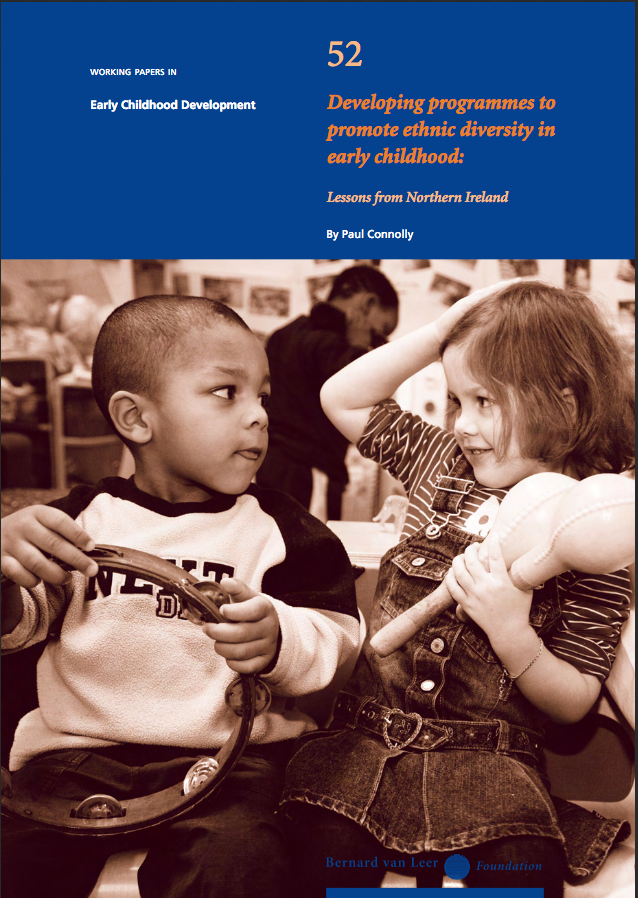 52
WORKING PAPERS IN
Early Childhood Development
Developing programmes to
promote ethnic diversity in
early childhood:
Lessons from Northern Ireland
By Paul Connolly
Bernard van Leer Foundation